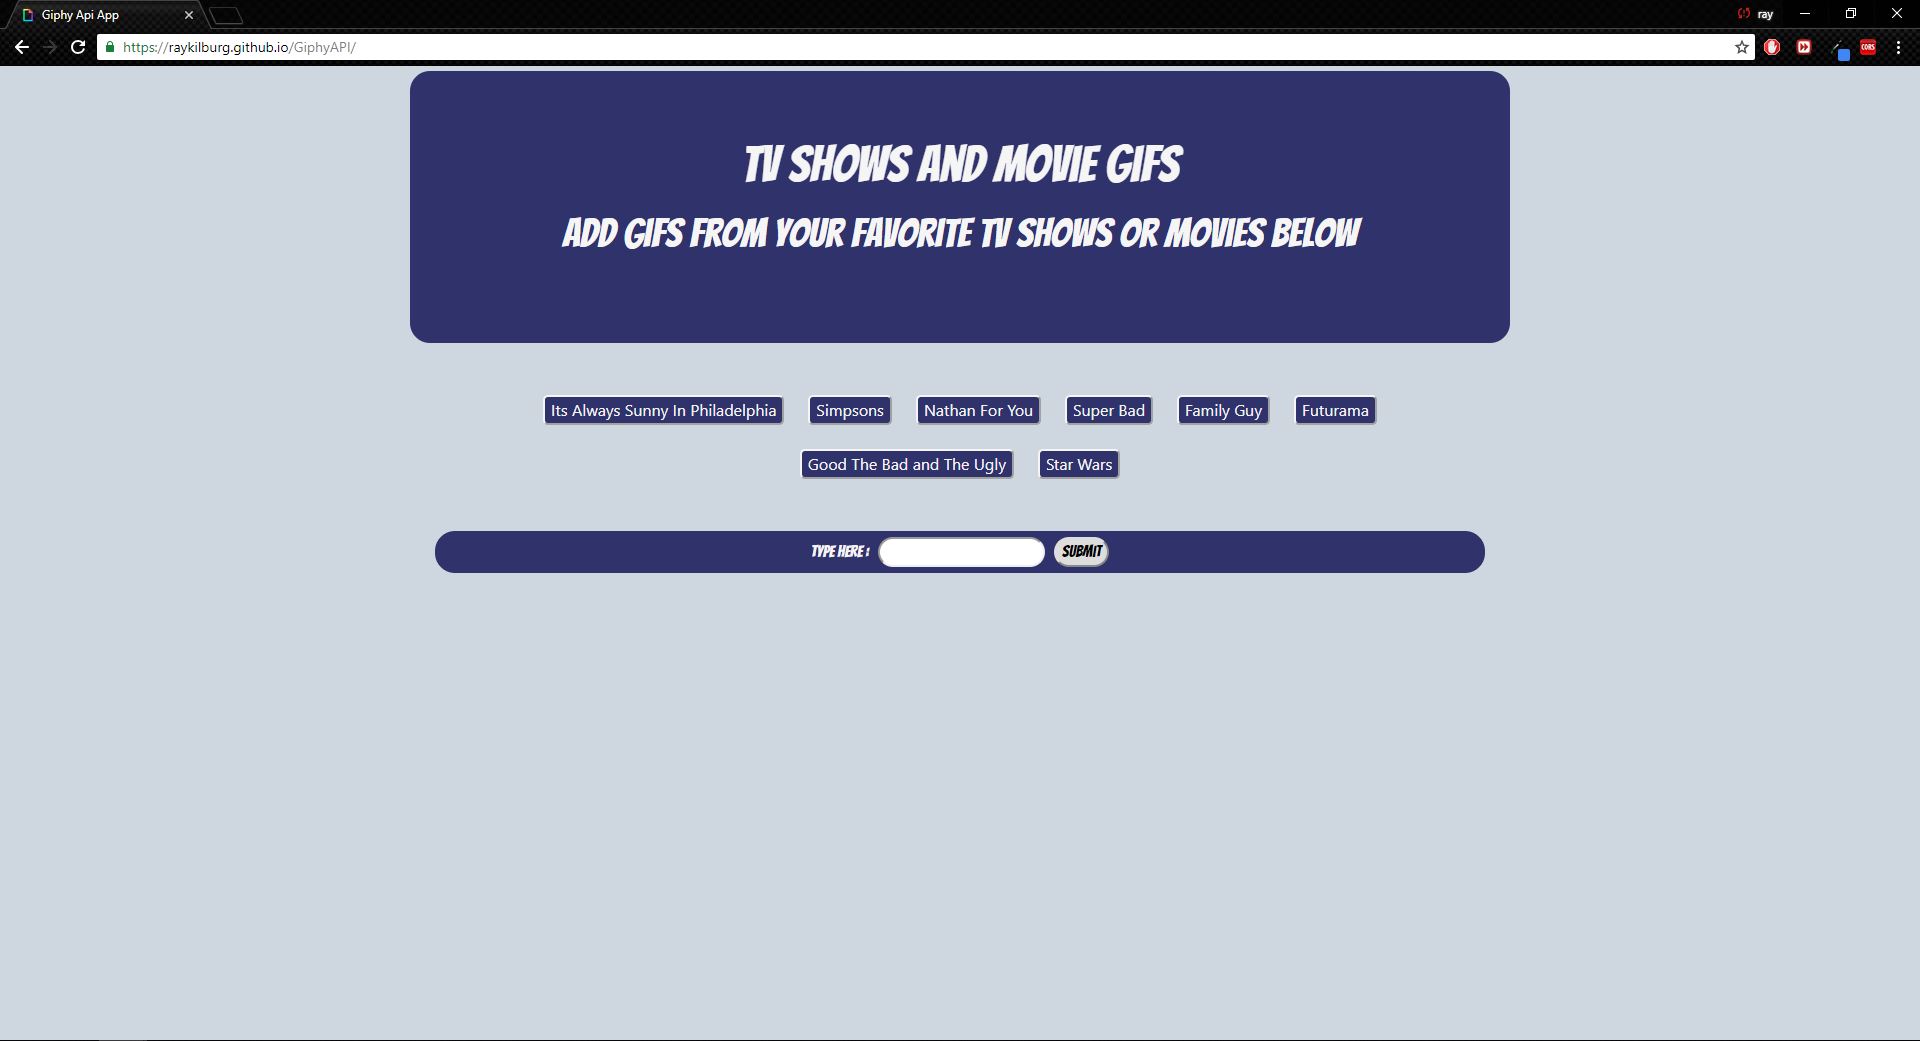 Giphy Api App
ray
https://raykilburg.github.io/GiphyAPI/
CORS
TV SHOWS AND MOVIE GIFS
ADD GIFS FROM YOUR FAVORITE TV SHOWS OR MOVIES BELOW
Its Always Sunny In Philadelphia Simpsons Nathan For You Super Bad Family Guy Futurama
Good The Bad and The Ugly Star Wars
TYPE HERE : SUBMIT